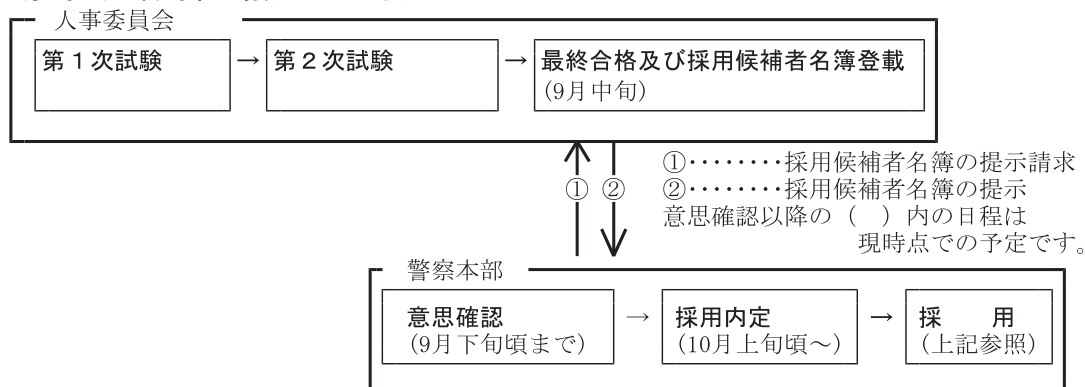 人事委員会
第１次試験 → 第２次試験 → 最終合格及び採用候補者名簿登載
(9月中旬)
① ②
①‥‥‥‥採用候補者名簿の提示請求
②‥‥‥‥採用候補者名簿の提示
意思確認以降の（　）内の日程は
現時点での予定です。
警察本部
意思確認 → 採用内定 → 採　　用
(9月下旬頃まで) (10月上旬頃～) (上記参照)